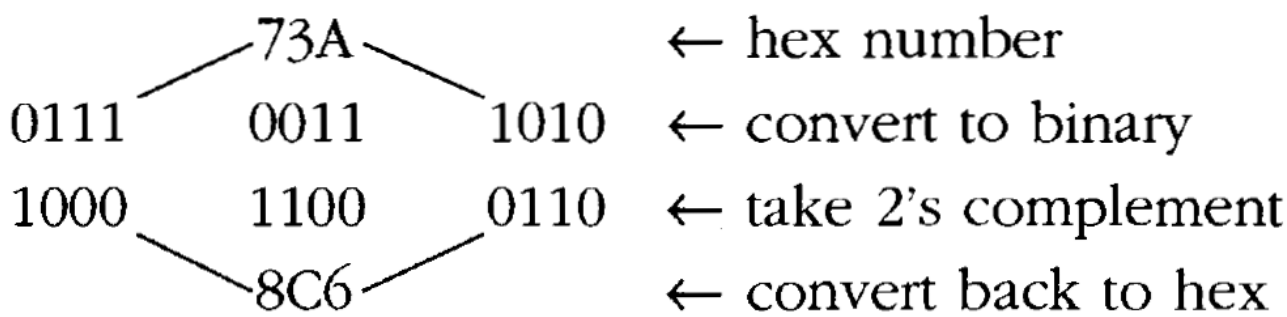 73A ← hex number
0111 0011 1010 ← convert to binary
1000 1100 0110 ← take 2's complement
8C6 ← convert back to hex